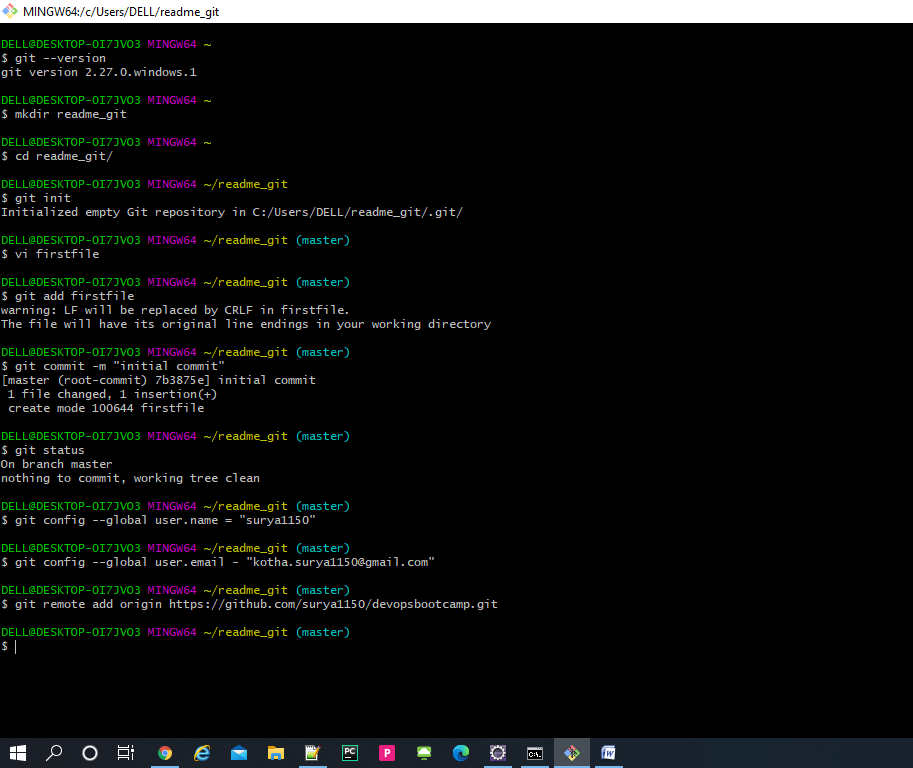 MINGW64:/c/Users/DELL/readme_git
DELL@DESKTOP-OI7JVO3 MINGW64 ~
$ git --version
git version 2.27.0.windows.1
DELL@DESKTOP-OI7JVO3 MINGW64 ~
$ mkdir readme_git
DELL@DESKTOP-OI7JVO3 MINGW64 ~
$ cd readme_git/
DELL@DESKTOP-OI7JVO3 MINGW64 ~/readme_git
$ git init
Initialized empty Git repository in C:/Users/DELL/readme_git/.git/
DELL@DESKTOP-OI7JVO3 MINGW64 ~/readme_git (master)
$ vi firstfile
DELL@DESKTOP-OI7JVO3 MINGW64 ~/readme_git (master)
$ git add firstfile
warning: LF will be replaced by CRLF in firstfile.
The file will have its original line endings in your working directory
DELL@DESKTOP-OI7JVO3 MINGW64 ~/readme_git (master)
$ git commit -m "initial commit"
[master (root-commit) 7b3875e] initial commit
 1 file changed, 1 insertion(+)
 create mode 100644 firstfile
DELL@DESKTOP-OI7JVO3 MINGW64 ~/readme_git (master)
$ git status
On branch master
nothing to commit, working tree clean
DELL@DESKTOP-OI7JVO3 MINGW64 ~/readme_git (master)
$ git config --global user.name = "surya1150"
DELL@DESKTOP-OI7JVO3 MINGW64 ~/readme_git (master)
$ git config --global user.email - "kotha.surya1150@gmail.com"
DELL@DESKTOP-OI7JVO3 MINGW64 ~/readme_git (master)
$ git remote add origin https://github.com/surya1150/devopsbootcamp.git
DELL@DESKTOP-OI7JVO3 MINGW64 ~/readme_git (master)
$
PC
P
C:\.
W